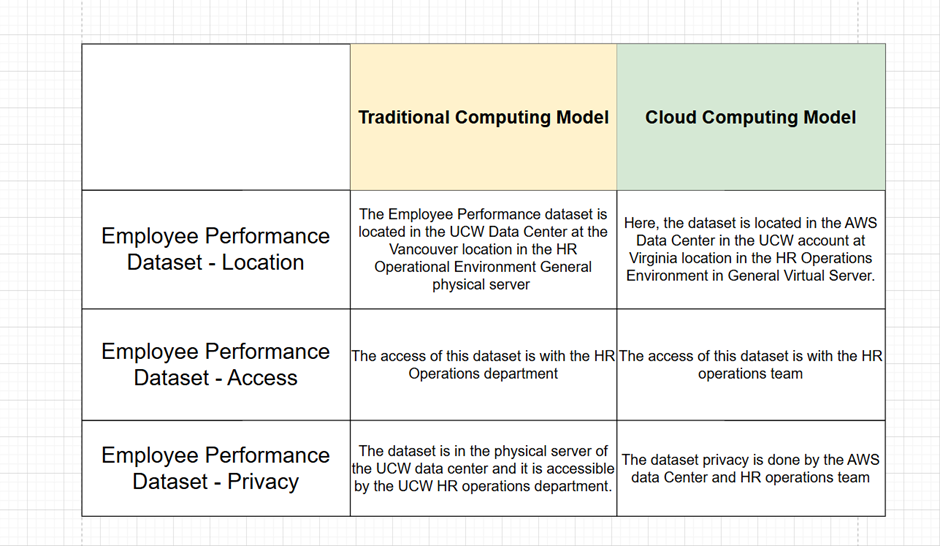 Traditional Computing Model
Cloud Computing Model
Employee Performance
Dataset - Location
The Employee Performance dataset is
located in the UCW Data Center at the
Vancouver location in the HR
Operational Environment General
physical server
Here, the dataset is located in the AWS
Data Center in the UCW account at
Virginia location in the HR Operations
Environment in General Virtual Server.
Employee Performance
Dataset - Access
The access of this dataset is with the HR
Operations department
The access of this dataset is with the HR
operations team
Employee Performance
Dataset - Privacy
The dataset is in the physical server of
the UCW data center and it is accessible
by the UCW HR operations department.
The dataset privacy is done by the AWS
data Center and HR operations team